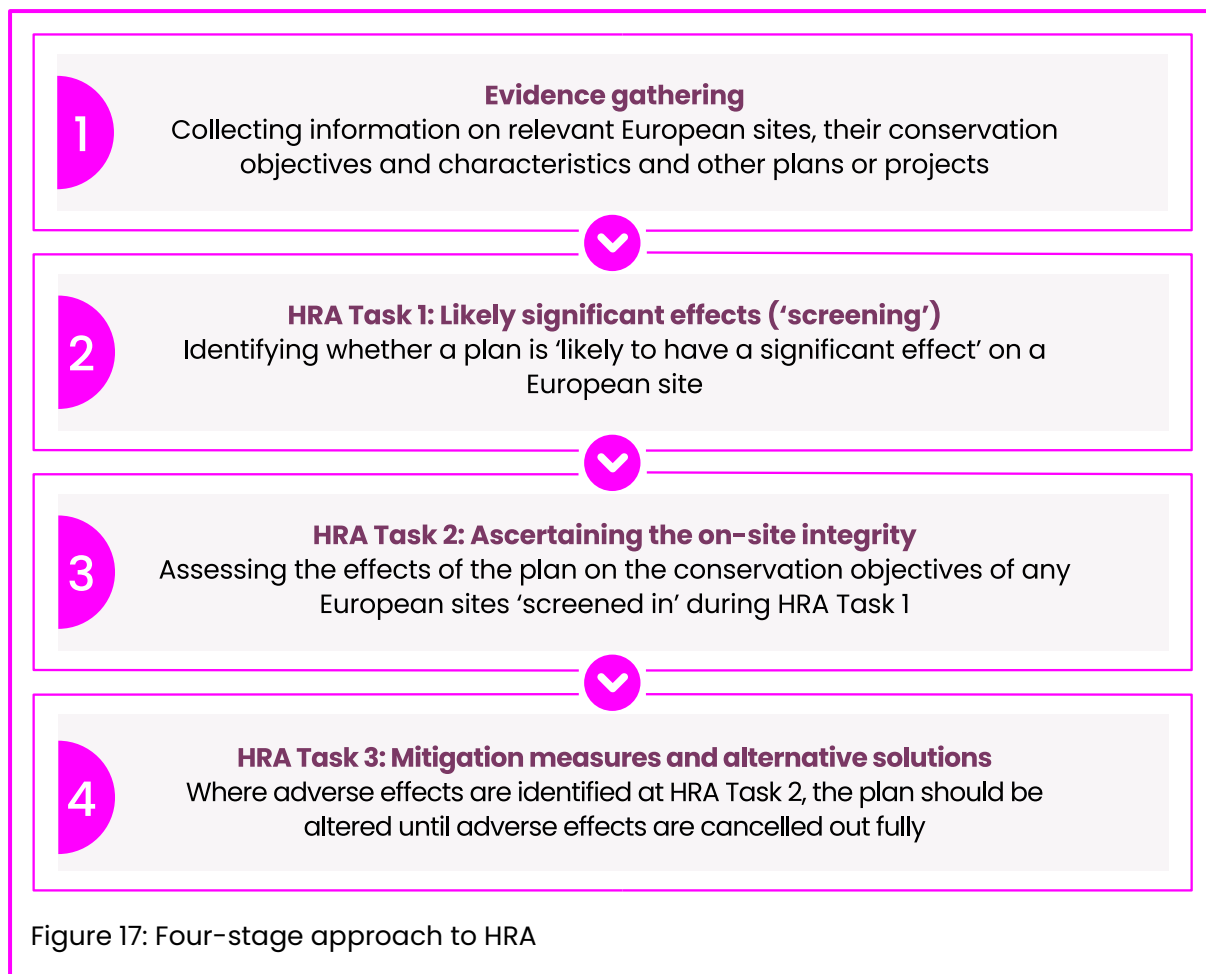 1
Evidence gathering
Collecting information on relevant European sites, their conservation
objectives and characteristics and other plans or projects
2
HRA Task 1: Likely significant effects (‘screening’)
Identifying whether a plan is ‘likely to have a significant effect’ on a
European site
3
HRA Task 2: Ascertaining the on-site integrity
Assessing the effects of the plan on the conservation objectives of any
European sites ‘screened in’ during HRA Task 1
4
HRA Task 3: Mitigation measures and alternative solutions
Where adverse effects are identified at HRA Task 2, the plan should be
altered until adverse effects are cancelled out fully
Figure 17: Four-stage approach to HRA